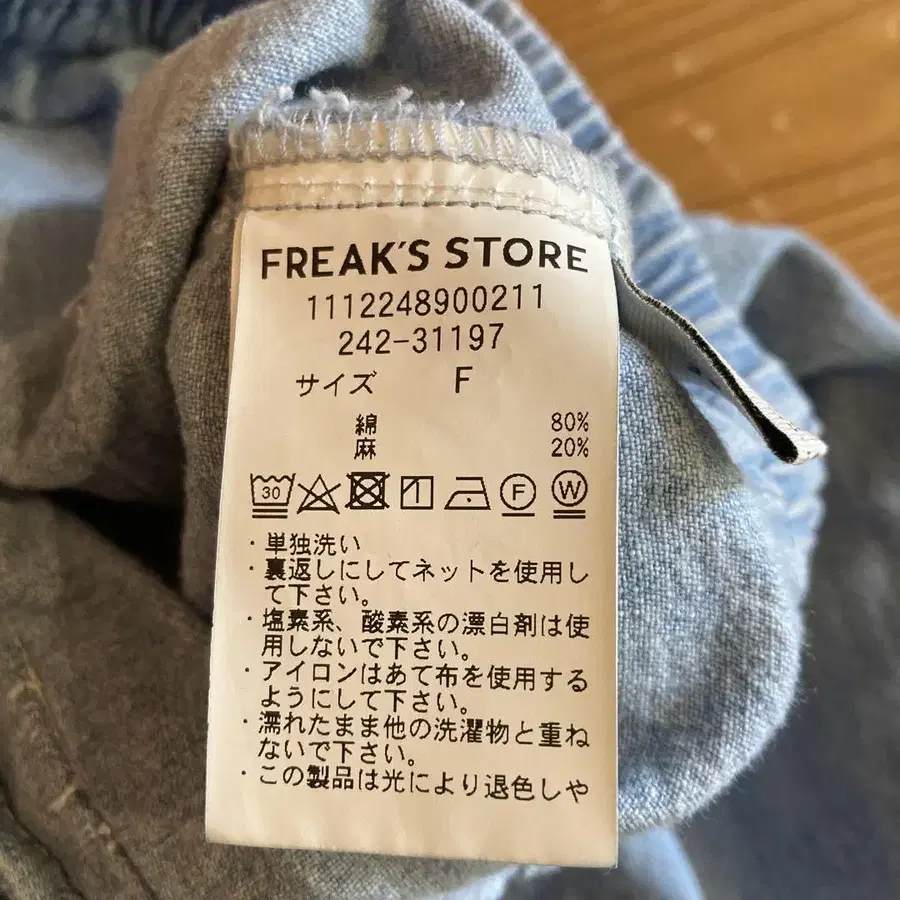 FREAK'S STORE
1112248900211
242-31197
サイズ F
綿 80%
麻 20%
30 1 F W
・単独洗い
・裏返しにしてネットを使用し
て下さい。
・塩素系、酸素系の漂白剤は使
用しないで下さい。
・アイロンはあて布を使用する
ようにして下さい。
・濡れたまま他の洗濯物と重ね
ないで下さい。
・この製品は光により退色しや